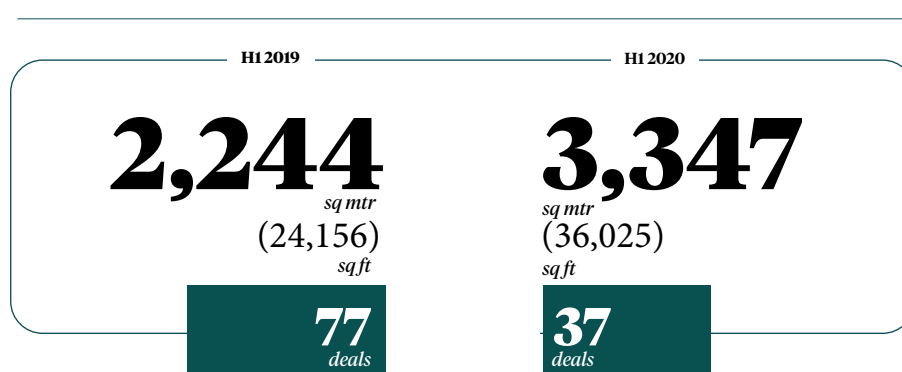 H1 2019
2,244
sq mtr
(24,156)
sq ft
77
deals
H1 2020
3,347
sq mtr
(36,025)
sq ft
37
deals